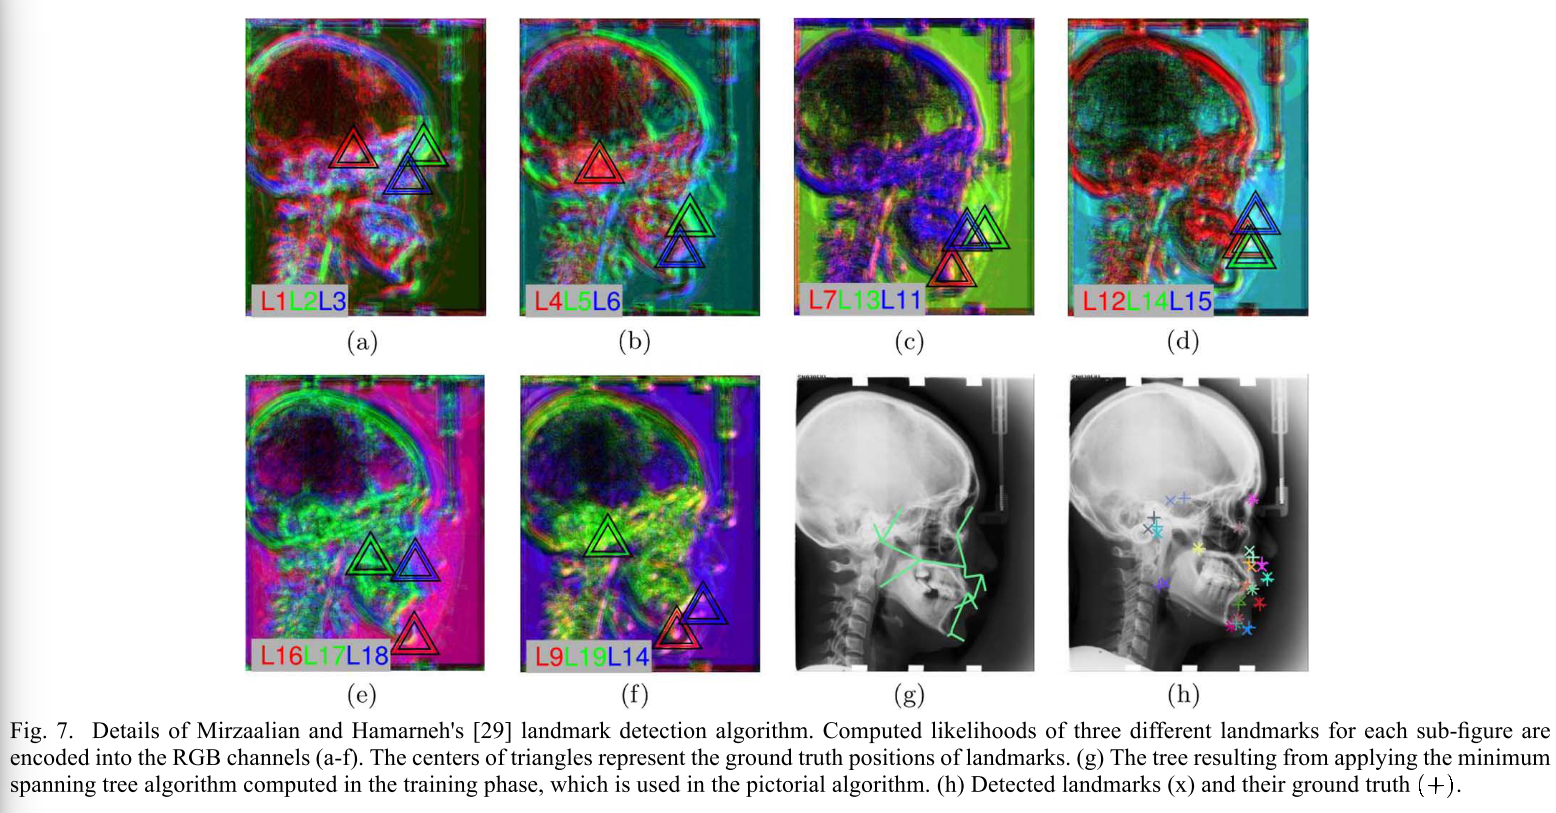 L1L2L3
L4L5L6
L7L13L11
L12L14L15
(a)
(b)
(c)
(d)
L16L17L18
L9L19L14
(e)
(f)
(g)
(h)
Fig. 7. Details of Mirzaalian and Hamarneh's [29] landmark detection algorithm. Computed likelihoods of three different landmarks for each sub-figure are
encoded into the RGB channels (a-f). The centers of triangles represent the ground truth positions of landmarks. (g) The tree resulting from applying the minimum
spanning tree algorithm computed in the training phase, which is used in the pictorial algorithm. (h) Detected landmarks (x) and their ground truth (+).